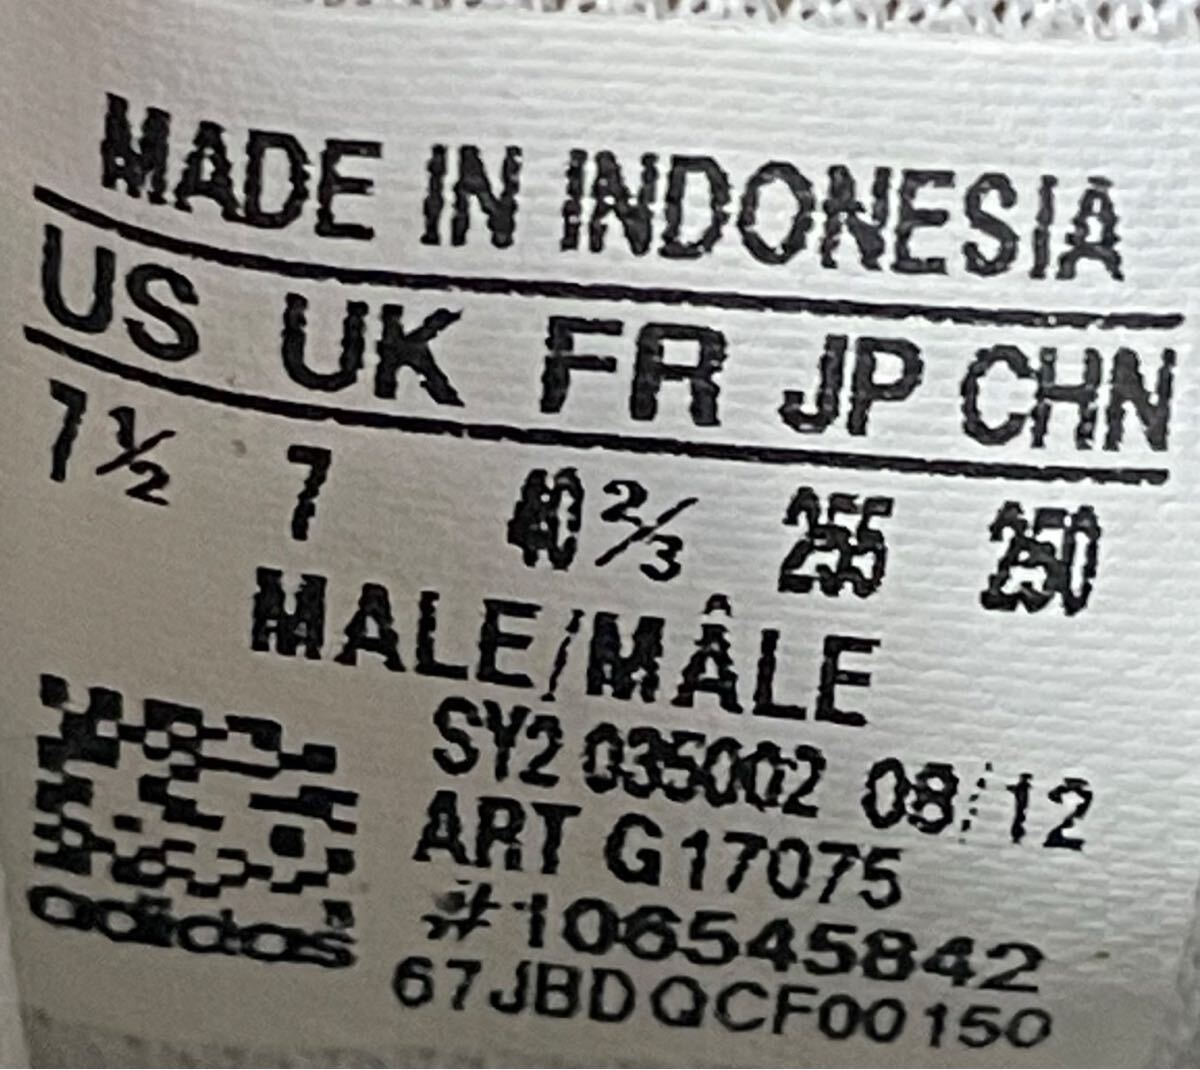 MADE IN INDONESIA
US UK FR JP CHN
7½ 7 40⅔ 255 250
MALE/MÂLE
SY2 035002 08/12
ART G17075
#106545842
67JBDQCF00150
adidas